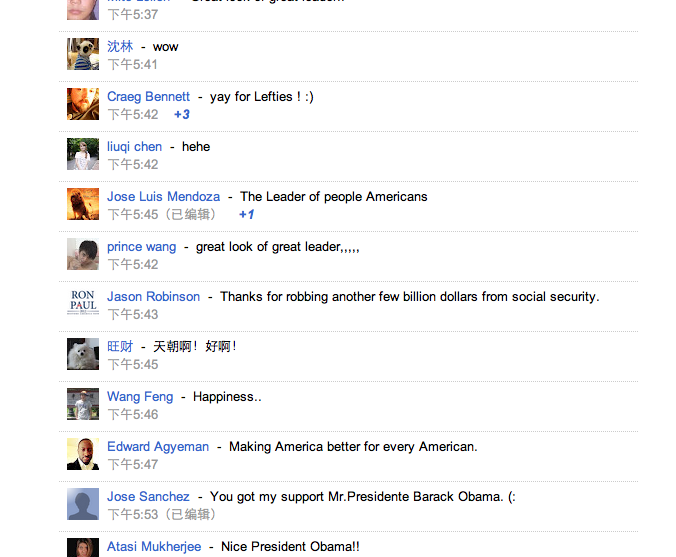 Great look of great leader!!
下午5:37
沈林 - wow
下午5:41
Craeg Bennett - yay for Lefties ! :)
下午5:42 +3
liuqi chen - hehe
下午5:42
Jose Luis Mendoza - The Leader of people Americans
下午5:45（已编辑） +1
prince wang - great look of great leader,,,,,
下午5:42
RON
PAUL
Jason Robinson - Thanks for robbing another few billion dollars from social security.
下午5:43
旺财 - 天朝啊！好啊！
下午5:45
Wang Feng - Happiness..
下午5:46
Edward Agyeman - Making America better for every American.
下午5:47
Jose Sanchez - You got my support Mr.Presidente Barack Obama. (:
下午5:53（已编辑）
Atasi Mukherjee - Nice President Obama!!